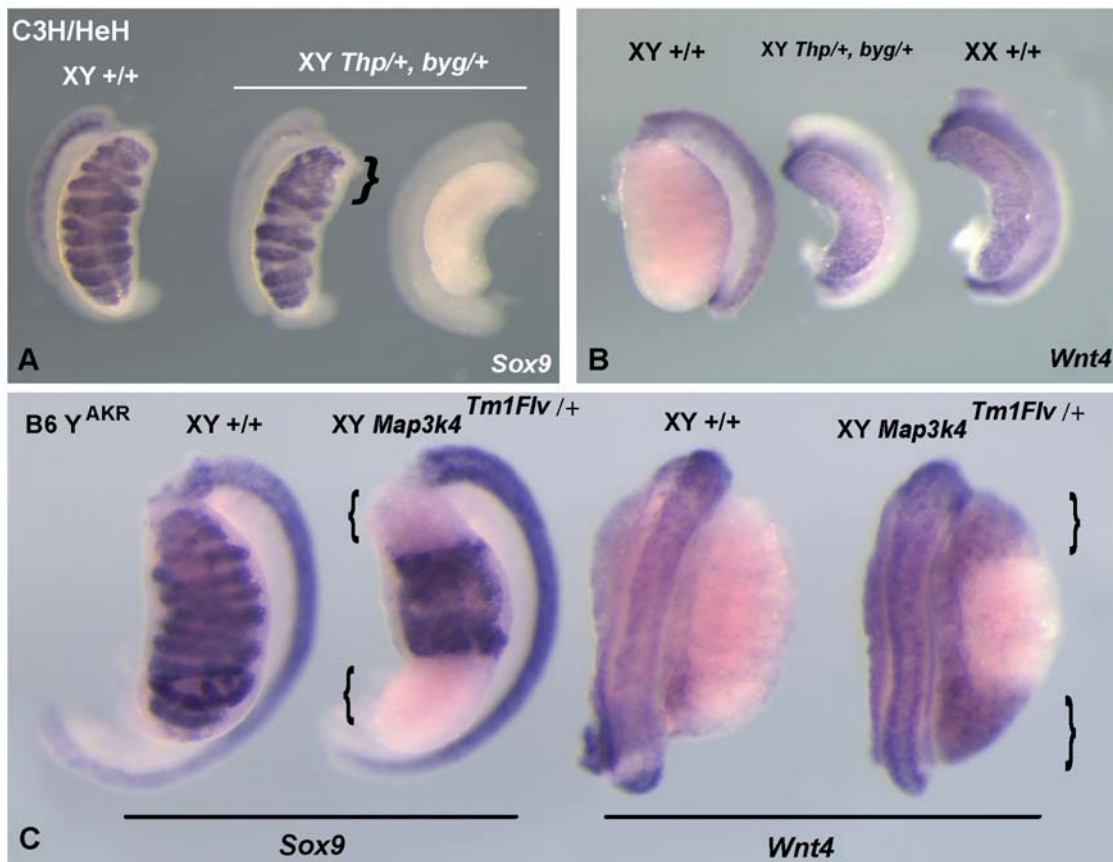 C3H/HeH
XY +/+
XY Thp/+, byg/+
}
A
Sox9
XY +/+
XY Thp/+, byg/+
XX +/+
B
Wnt4
B6 Y^AKR
XY +/+
XY Map3k4^Tm1Flv /+
XY +/+
XY Map3k4^Tm1Flv /+
{
{
}
}
C
Sox9
Wnt4